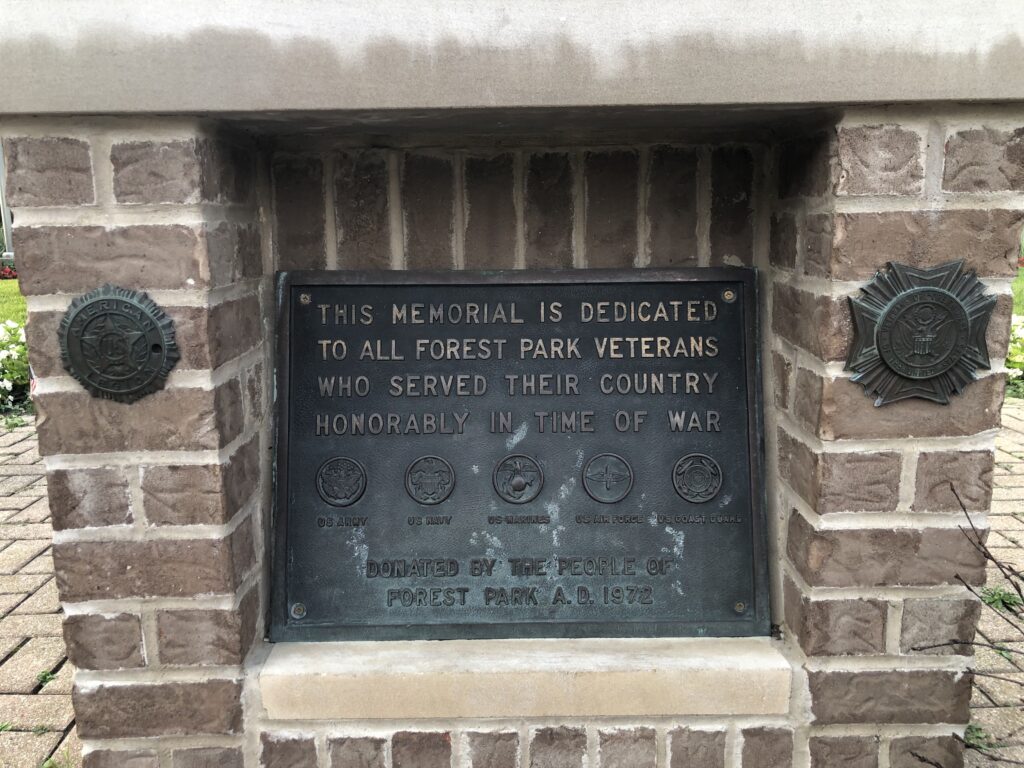 THIS MEMORIAL IS DEDICATED
TO ALL FOREST PARK VETERANS
WHO SERVED THEIR COUNTRY
HONORABLY IN TIME OF WAR
US ARMY US NAVY US MARINES US AIR FORCE US COAST GUARD
DONATED BY THE PEOPLE OF
FOREST PARK A.D. 1972
AMERICAN
US